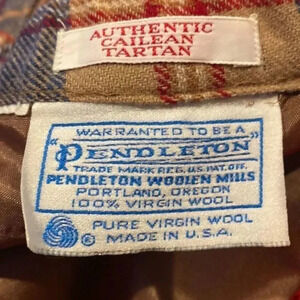 AUTHENTIC
CAILEAN
TARTAN
WARRANTED TO BE A
"PENDLETON"
TRADE MARK REG. U.S. PAT. OFF.
PENDLETON WOOLEN MILLS
PORTLAND, OREGON
100% VIRGIN WOOL
PURE VIRGIN WOOL
® MADE IN U.S.A.